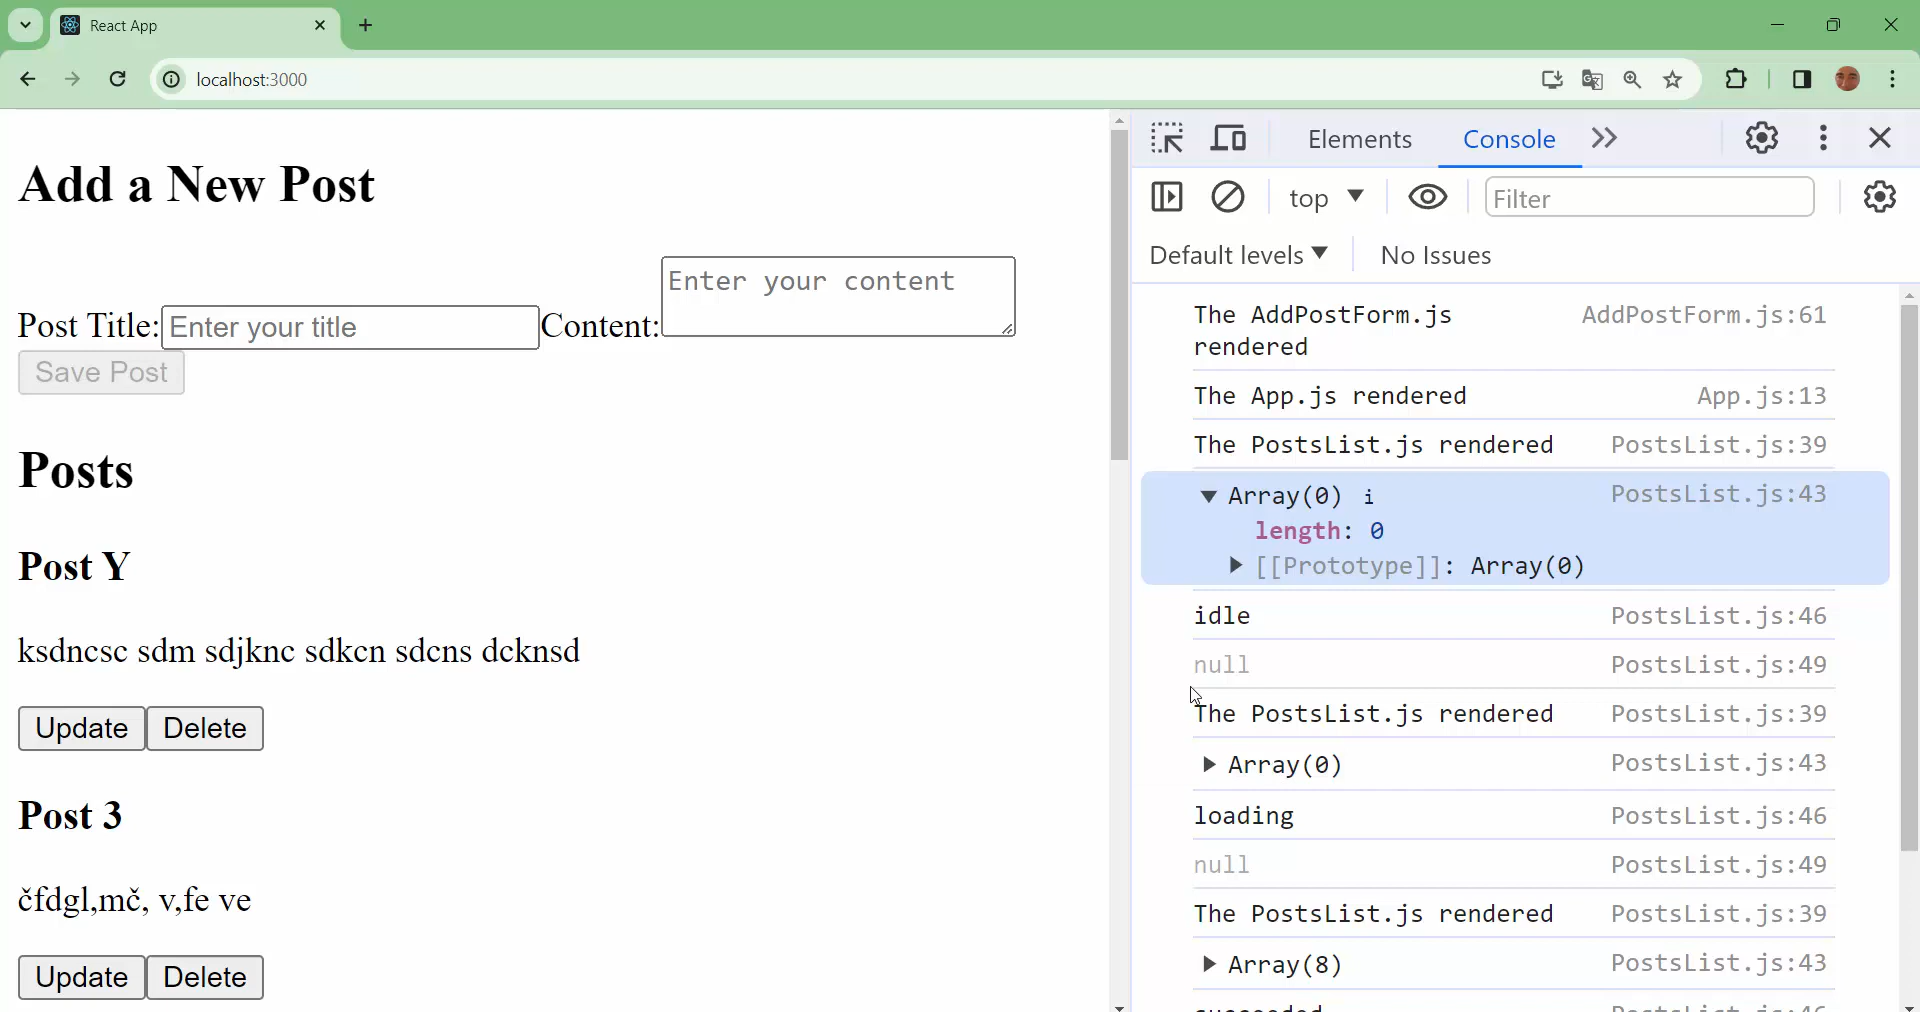 React App
localhost:3000
Add a New Post
Enter your content
Post Title:
Enter your title
Content:
Save Post
Posts
Post Y
ksdncsc sdm sdjknc sdkcn sdcns dcknsd
Update
Delete
Post 3
čfdgl,mč, v,fe ve
Update
Delete
Elements
Console
top
Filter
Default levels
No Issues
The AddPostForm.js AddPostForm.js:61
rendered
The App.js rendered App.js:13
The PostsList.js rendered PostsList.js:39
Array(0) i PostsList.js:43
length: 0
[[Prototype]]: Array(0)
idle PostsList.js:46
null PostsList.js:49
The PostsList.js rendered PostsList.js:39
Array(0) PostsList.js:43
loading PostsList.js:46
null PostsList.js:49
The PostsList.js rendered PostsList.js:39
Array(8) PostsList.js:43
succeeded PostsList.js:46